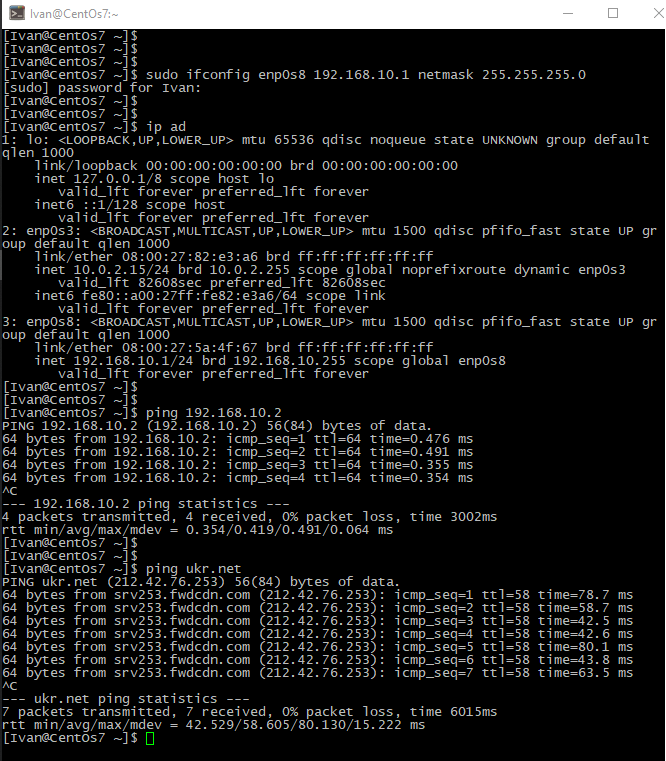 Ivan@CentOs7:~
[Ivan@CentOs7 ~]$
[Ivan@CentOs7 ~]$
[Ivan@CentOs7 ~]$
[Ivan@CentOs7 ~]$ sudo ifconfig enp0s8 192.168.10.1 netmask 255.255.255.0
[sudo] password for Ivan:
[Ivan@CentOs7 ~]$
[Ivan@CentOs7 ~]$
[Ivan@CentOs7 ~]$ ip ad
1: lo: <LOOPBACK,UP,LOWER_UP> mtu 65536 qdisc noqueue state UNKNOWN group default
qlen 1000
    link/loopback 00:00:00:00:00:00 brd 00:00:00:00:00:00
    inet 127.0.0.1/8 scope host lo
       valid_lft forever preferred_lft forever
    inet6 ::1/128 scope host
       valid_lft forever preferred_lft forever
2: enp0s3: <BROADCAST,MULTICAST,UP,LOWER_UP> mtu 1500 qdisc pfifo_fast state UP gr
oup default qlen 1000
    link/ether 08:00:27:82:e3:a6 brd ff:ff:ff:ff:ff:ff
    inet 10.0.2.15/24 brd 10.0.2.255 scope global noprefixroute dynamic enp0s3
       valid_lft 82608sec preferred_lft 82608sec
    inet6 fe80::a00:27ff:fe82:e3a6/64 scope link
       valid_lft forever preferred_lft forever
3: enp0s8: <BROADCAST,MULTICAST,UP,LOWER_UP> mtu 1500 qdisc pfifo_fast state UP gr
oup default qlen 1000
    link/ether 08:00:27:5a:4f:67 brd ff:ff:ff:ff:ff:ff
    inet 192.168.10.1/24 brd 192.168.10.255 scope global enp0s8
       valid_lft forever preferred_lft forever
[Ivan@CentOs7 ~]$
[Ivan@CentOs7 ~]$
[Ivan@CentOs7 ~]$ ping 192.168.10.2
PING 192.168.10.2 (192.168.10.2) 56(84) bytes of data.
64 bytes from 192.168.10.2: icmp_seq=1 ttl=64 time=0.476 ms
64 bytes from 192.168.10.2: icmp_seq=2 ttl=64 time=0.491 ms
64 bytes from 192.168.10.2: icmp_seq=3 ttl=64 time=0.355 ms
64 bytes from 192.168.10.2: icmp_seq=4 ttl=64 time=0.354 ms
^C
--- 192.168.10.2 ping statistics ---
4 packets transmitted, 4 received, 0% packet loss, time 3002ms
rtt min/avg/max/mdev = 0.354/0.419/0.491/0.064 ms
[Ivan@CentOs7 ~]$
[Ivan@CentOs7 ~]$
[Ivan@CentOs7 ~]$ ping ukr.net
PING ukr.net (212.42.76.253) 56(84) bytes of data.
64 bytes from srv253.fwdcdn.com (212.42.76.253): icmp_seq=1 ttl=58 time=78.7 ms
64 bytes from srv253.fwdcdn.com (212.42.76.253): icmp_seq=2 ttl=58 time=58.7 ms
64 bytes from srv253.fwdcdn.com (212.42.76.253): icmp_seq=3 ttl=58 time=42.5 ms
64 bytes from srv253.fwdcdn.com (212.42.76.253): icmp_seq=4 ttl=58 time=42.6 ms
64 bytes from srv253.fwdcdn.com (212.42.76.253): icmp_seq=5 ttl=58 time=80.1 ms
64 bytes from srv253.fwdcdn.com (212.42.76.253): icmp_seq=6 ttl=58 time=43.8 ms
64 bytes from srv253.fwdcdn.com (212.42.76.253): icmp_seq=7 ttl=58 time=63.5 ms
^C
--- ukr.net ping statistics ---
7 packets transmitted, 7 received, 0% packet loss, time 6015ms
rtt min/avg/max/mdev = 42.529/58.605/80.130/15.222 ms
[Ivan@CentOs7 ~]$